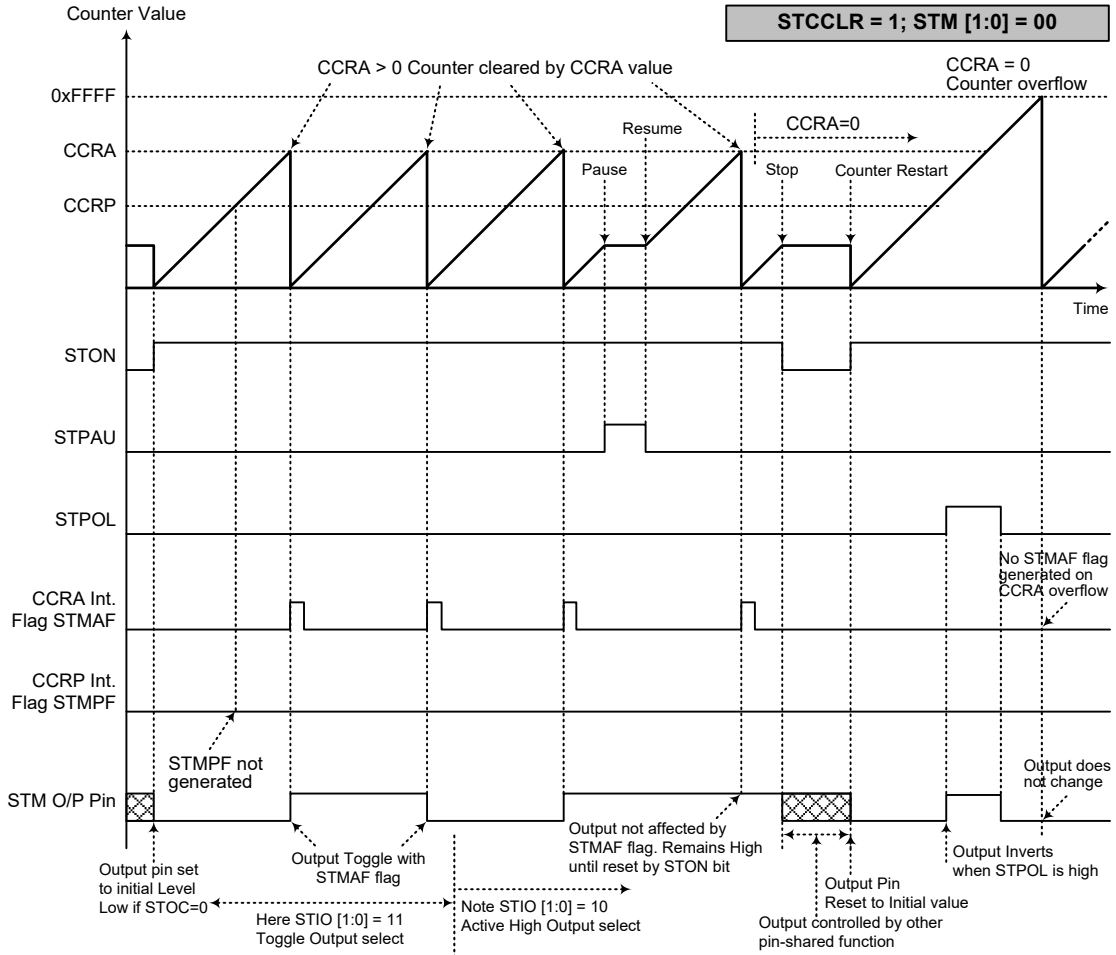 Counter Value
STCCLR = 1; STM [1:0] = 00
CCRA > 0 Counter cleared by CCRA value
CCRA = 0
Counter overflow
0xFFFF
CCRA=0
Resume
CCRA
Pause
Stop
Counter Restart
CCRP
Time
STON
STPAU
STPOL
No STMAF flag
generated on
CCRA overflow
CCRA Int.
Flag STMAF
CCRP Int.
Flag STMPF
STMPF not
generated
Output does
not change
STM O/P Pin
Output pin set
to initial Level
Low if STOC=0
Output Toggle with
STMAF flag
Output not affected by
STMAF flag. Remains High
until reset by STON bit
Output Inverts
when STPOL is high
Output Pin
Reset to Initial value
Here STIO [1:0] = 11
Toggle Output select
Note STIO [1:0] = 10
Active High Output select
Output controlled by other
pin-shared function